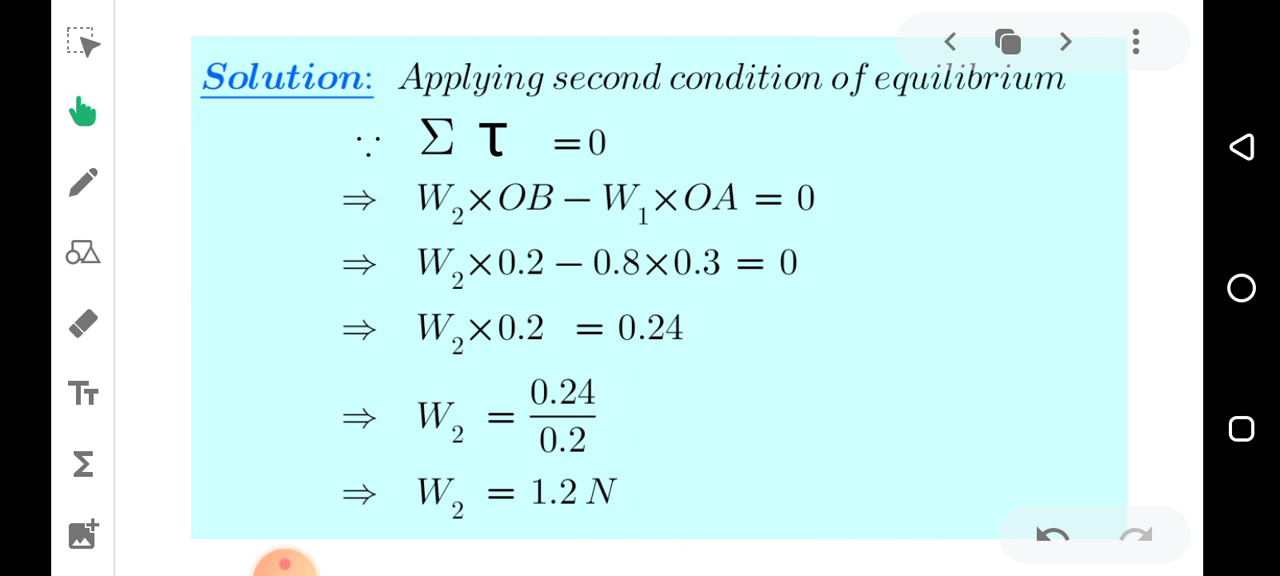 Solution: Applying second condition of equilibrium
∵ Σ τ = 0
⇒ W₂×OB − W₁×OA = 0
⇒ W₂×0.2 − 0.8×0.3 = 0
⇒ W₂×0.2 = 0.24
⇒ W₂ = 0.24/0.2
⇒ W₂ = 1.2 N
TT
Σ